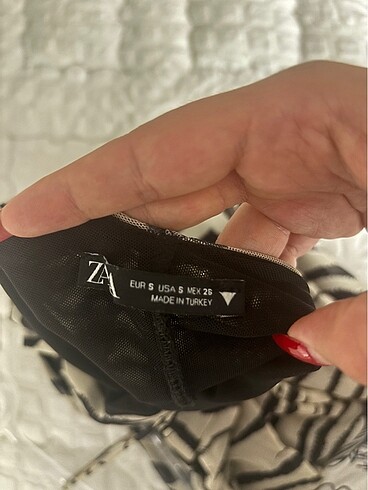 ZA
EUR S USA S MEX 26
MADE IN TURKEY